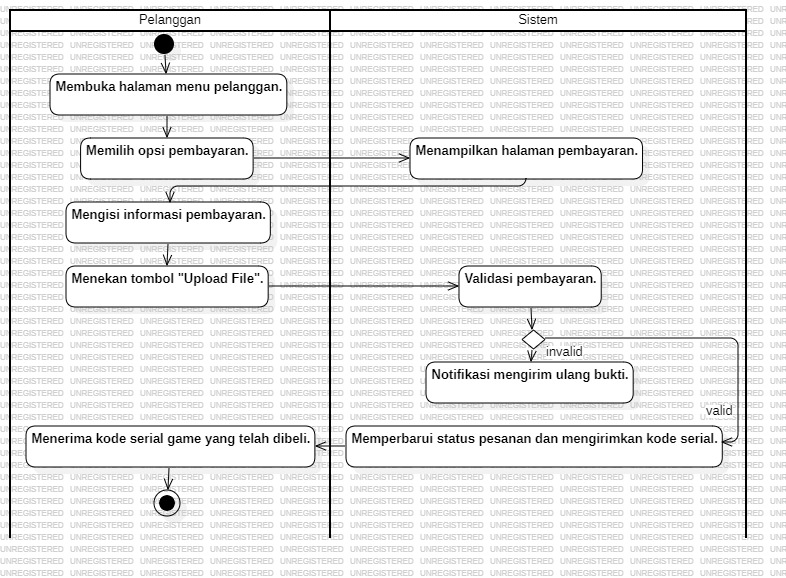 Pelanggan
Sistem
Membuka halaman menu pelanggan.
Memilih opsi pembayaran.
Menampilkan halaman pembayaran.
Mengisi informasi pembayaran.
Menekan tombol "Upload File".
Validasi pembayaran.
invalid
Notifikasi mengirim ulang bukti.
valid
Menerima kode serial game yang telah dibeli.
Memperbarui status pesanan dan mengirimkan kode serial.
UNREGISTERED